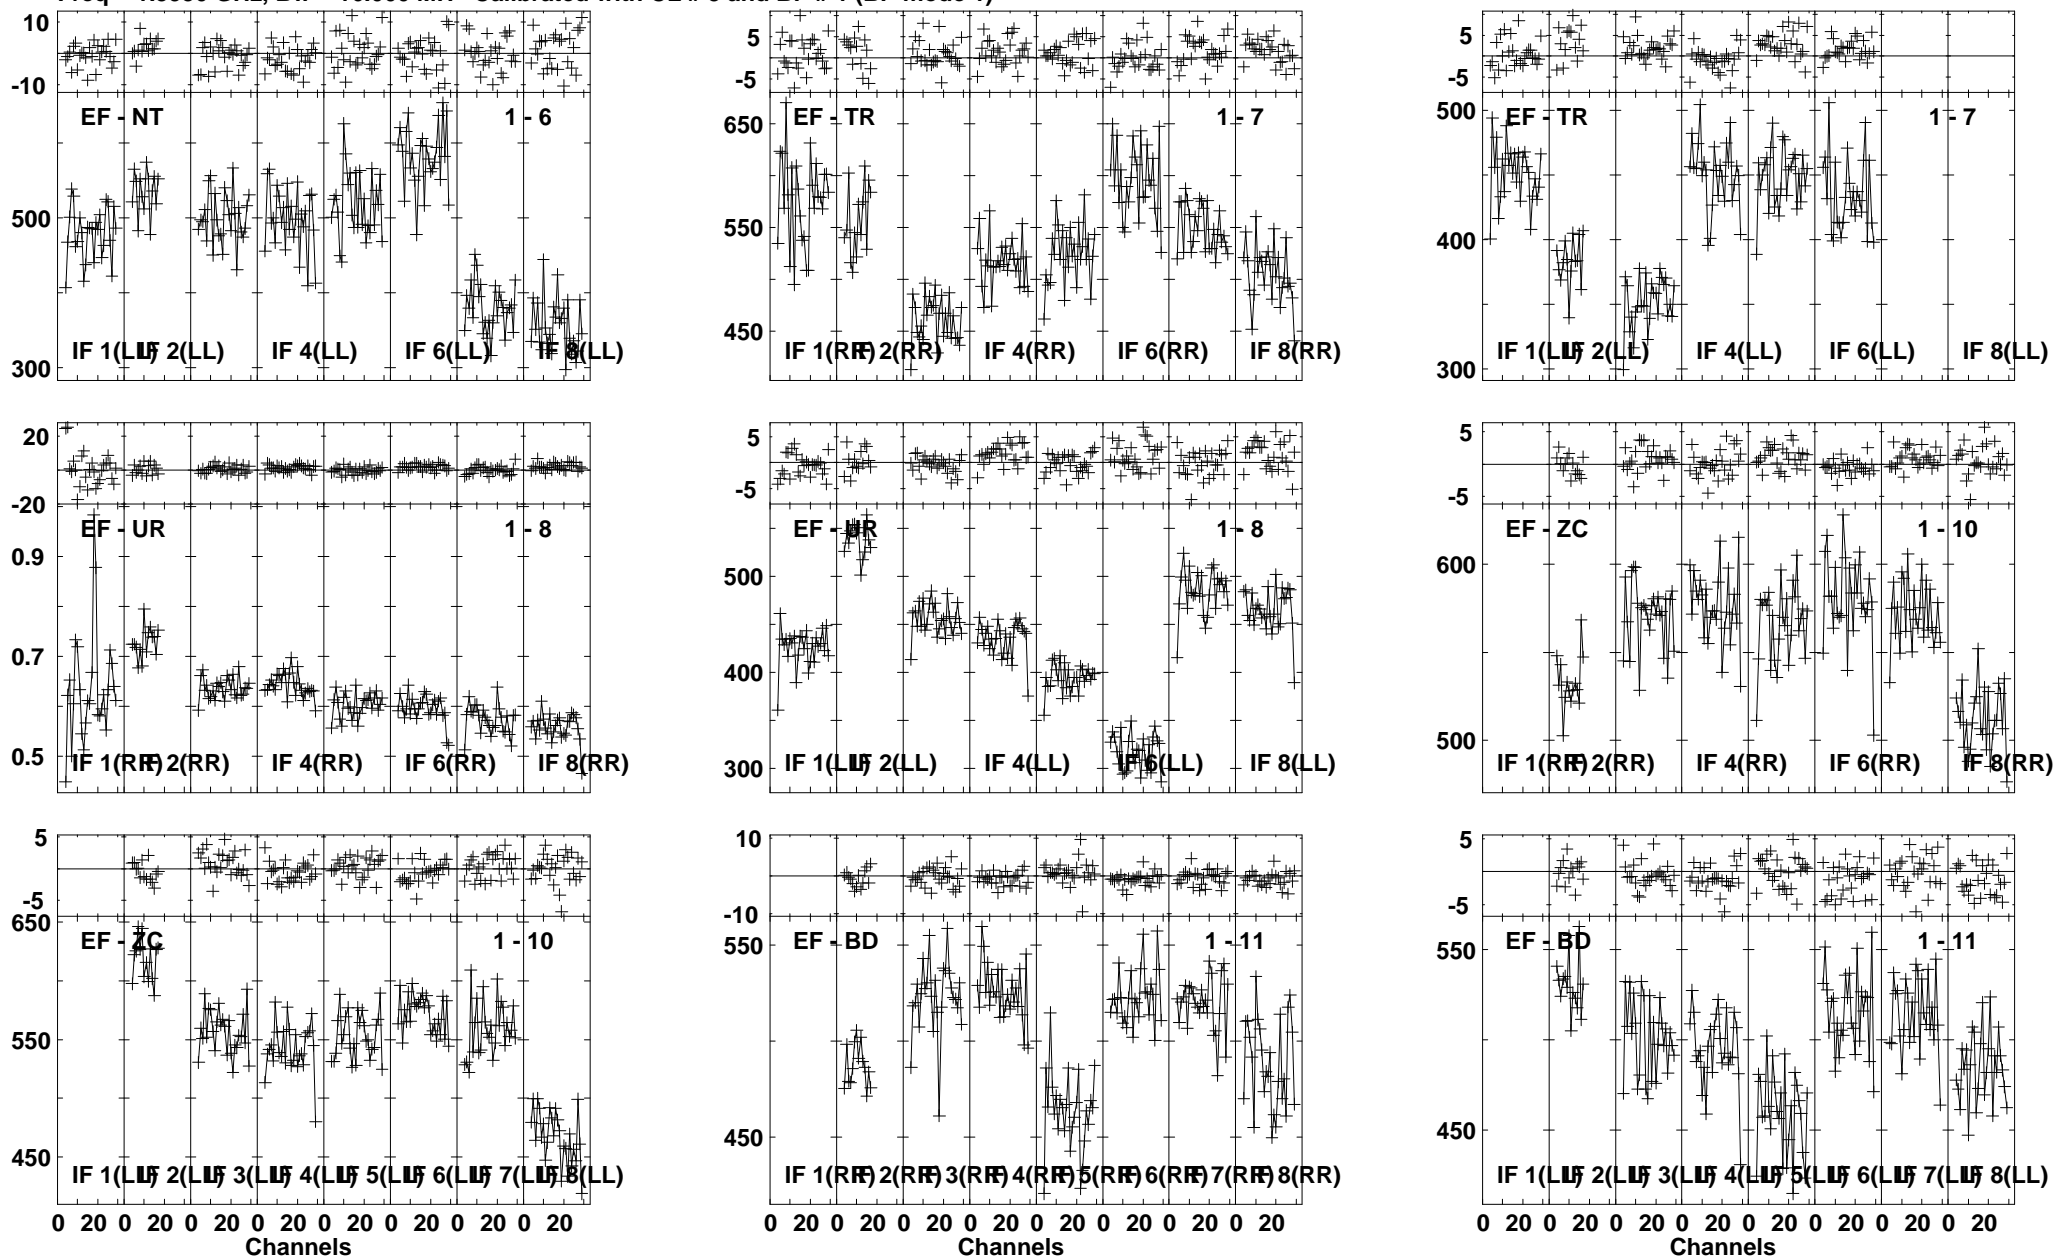 Freq = GHz, Bw = MH Calibrated with CL # and BP # (BP mode 1)
10
-10
EF - NT 1 - 6
500
300
IF 1(LL) IF 2(LL) IF 4(LL) IF 6(LL) IF 8(LL)
5
-5
EF - TR 1 - 7
650
550
450
IF 1(RR) IF 2(RR) IF 4(RR) IF 6(RR) IF 8(RR)
5
-5
EF - TR 1 - 7
500
400
300
IF 1(LL) IF 2(LL) IF 4(LL) IF 6(LL) IF 8(LL)
20
-20
EF - UR 1 - 8
0.9
0.7
0.5
IF 1(RR) IF 2(RR) IF 4(RR) IF 6(RR) IF 8(RR)
5
-5
EF - UR 1 - 8
500
400
300
IF 1(LL) IF 2(LL) IF 4(LL) IF 6(LL) IF 8(LL)
5
-5
EF - ZC 1 - 10
600
500
IF 1(RR) IF 2(RR) IF 4(RR) IF 6(RR) IF 8(RR)
5
-5
650
EF - ZC 1 - 10
550
450
IF 1(LL) IF 2(LL) IF 3(LL) IF 4(LL) IF 5(LL) IF 6(LL) IF 7(LL) IF 8(LL)
0 20 0 20 0 20 0 20 0 20 0 20 0 20 0 20
Channels
10
-10
EF - BD 1 - 11
550
450
IF 1(RR) IF 2(RR) IF 3(RR) IF 4(RR) IF 5(RR) IF 6(RR) IF 7(RR) IF 8(RR)
0 20 0 20 0 20 0 20 0 20 0 20 0 20 0 20
Channels
5
-5
EF - BD 1 - 11
550
450
IF 1(LL) IF 2(LL) IF 3(LL) IF 4(LL) IF 5(LL) IF 6(LL) IF 7(LL) IF 8(LL)
0 20 0 20 0 20 0 20 0 20 0 20 0 20 0 20
Channels